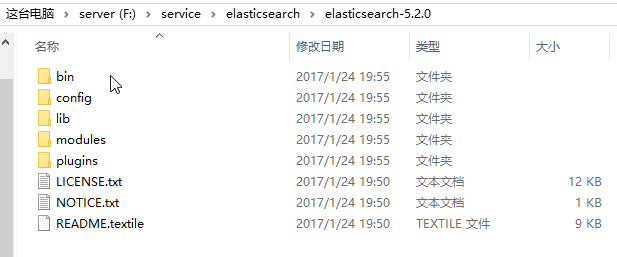 这台电脑 > server (F:) > service > elasticsearch > elasticsearch-5.2.0
名称 修改日期 类型 大小
bin 2017/1/24 19:55 文件夹
config 2017/1/24 19:55 文件夹
lib 2017/1/24 19:55 文件夹
modules 2017/1/24 19:55 文件夹
plugins 2017/1/24 19:55 文件夹
LICENSE.txt 2017/1/24 19:50 文本文档 12 KB
NOTICE.txt 2017/1/24 19:50 文本文档 1 KB
README.textile 2017/1/24 19:50 TEXTILE 文件 9 KB